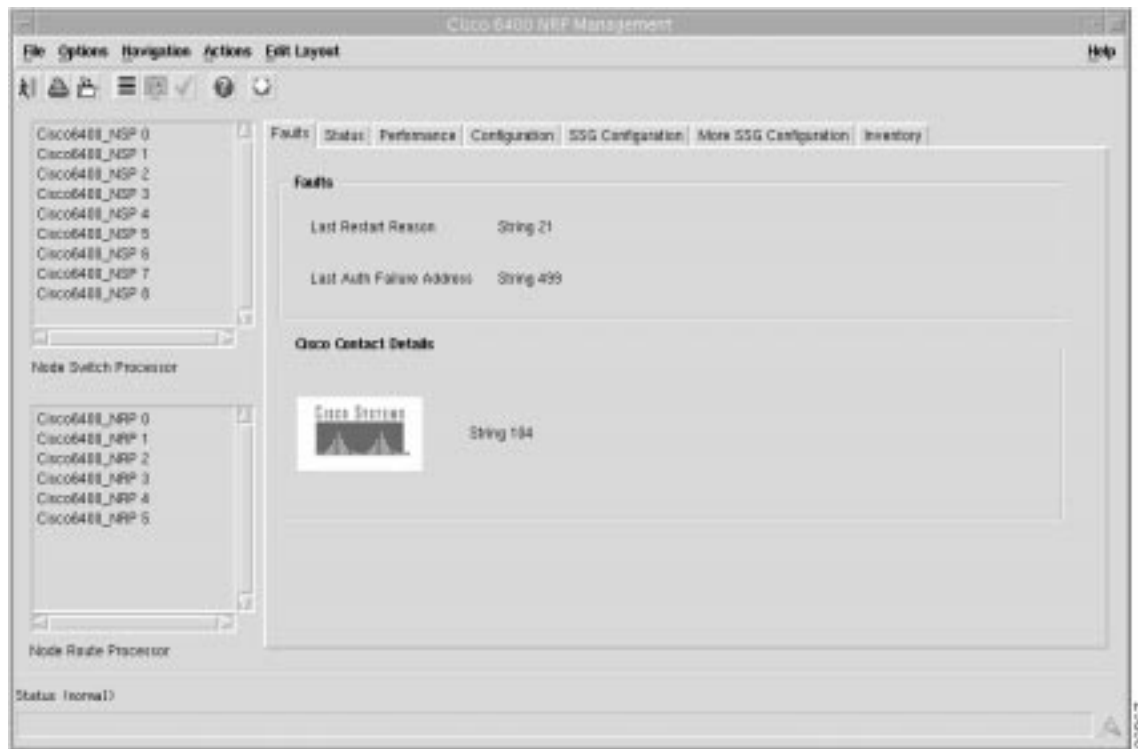 Cisco 6400 NRP Management
File Options Navigation Actions Edit Layout Help
Cisco6400_NSP 0
Cisco6400_NSP 1
Cisco6400_NSP 2
Cisco6400_NSP 3
Cisco6400_NSP 4
Cisco6400_NSP 5
Cisco6400_NSP 6
Cisco6400_NSP 7
Cisco6400_NSP 8
Node Switch Processor
Cisco6400_NRP 0
Cisco6400_NRP 1
Cisco6400_NRP 2
Cisco6400_NRP 3
Cisco6400_NRP 4
Cisco6400_NRP 5
Node Route Processor
Faults Status Performance Configuration SSG Configuration More SSG Configuration Inventory
Faults
Last Restart Reason String 21
Last Auth Failure Address String 499
Cisco Contact Details
CISCO SYSTEMS
String 184
Status (normal)